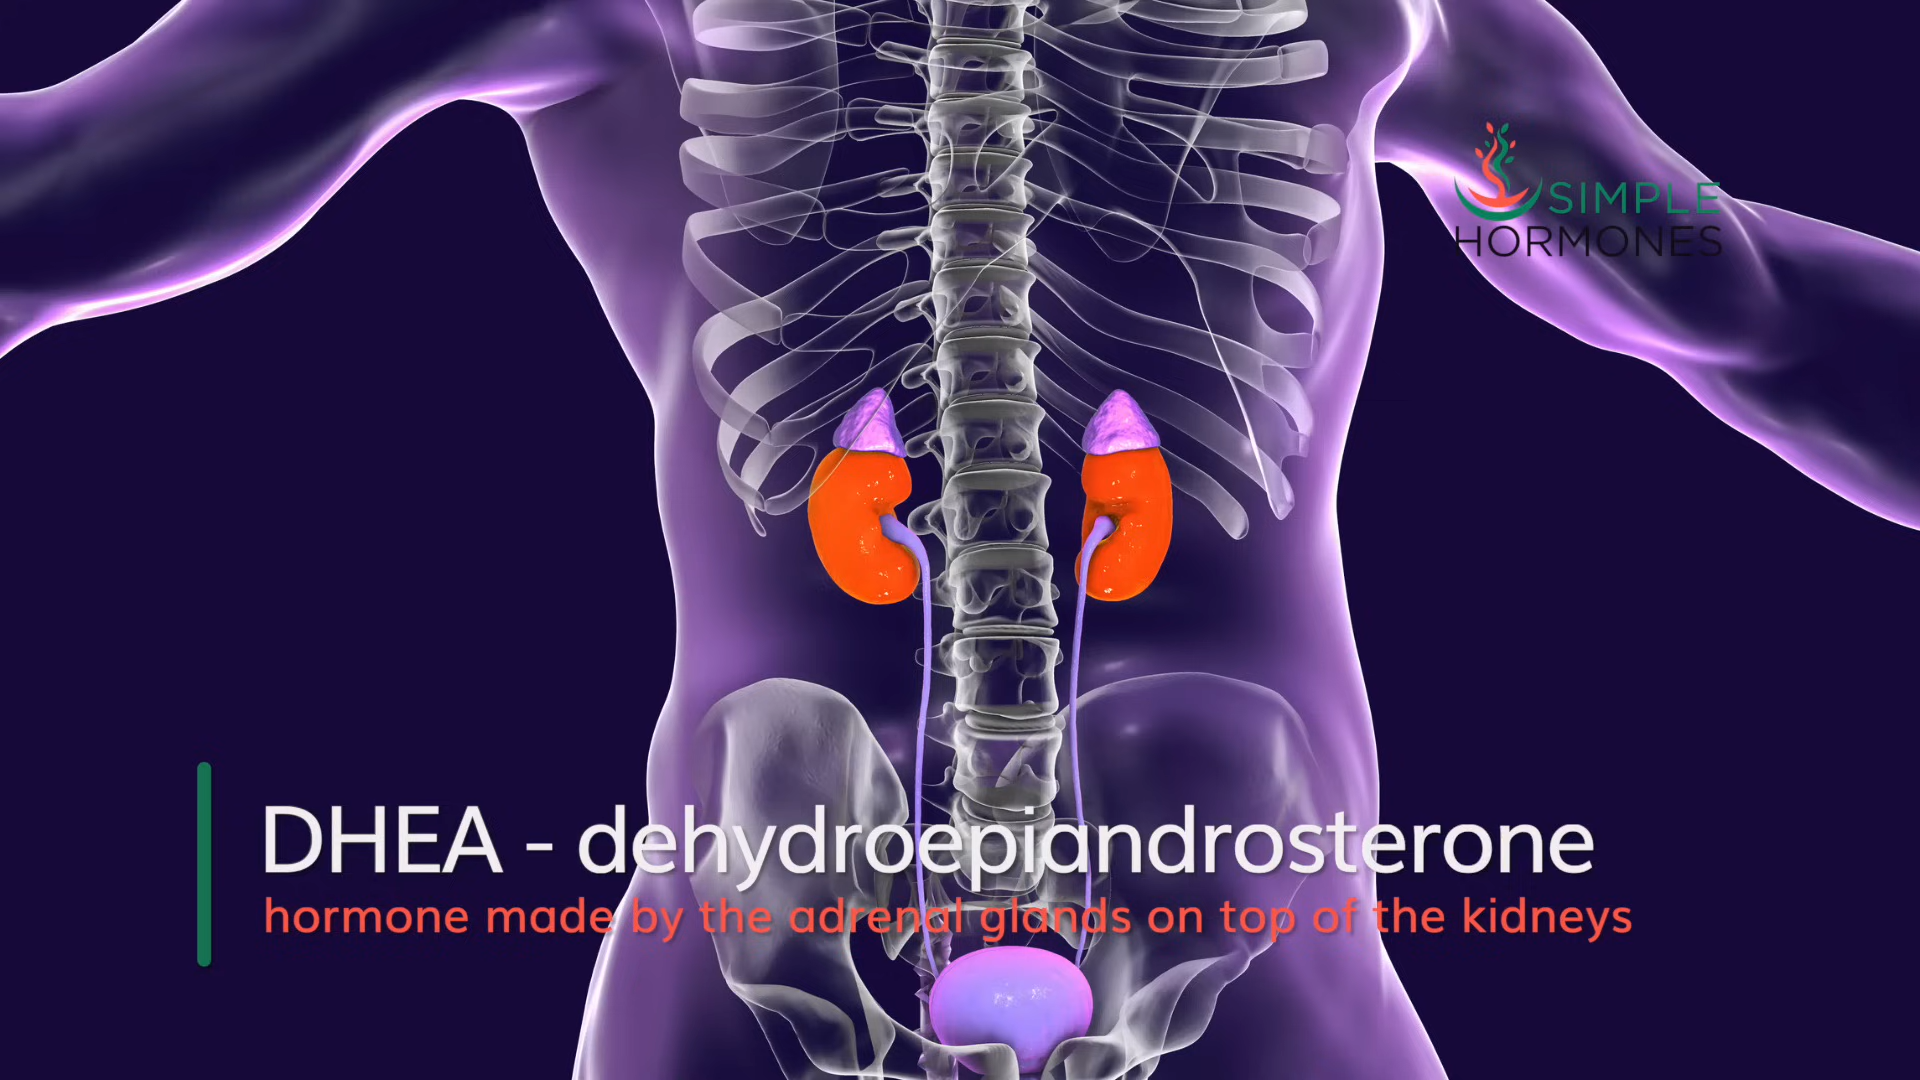 SIMPLE
HORMONES
DHEA - dehydroepiandrosterone
hormone made by the adrenal glands on top of the kidneys